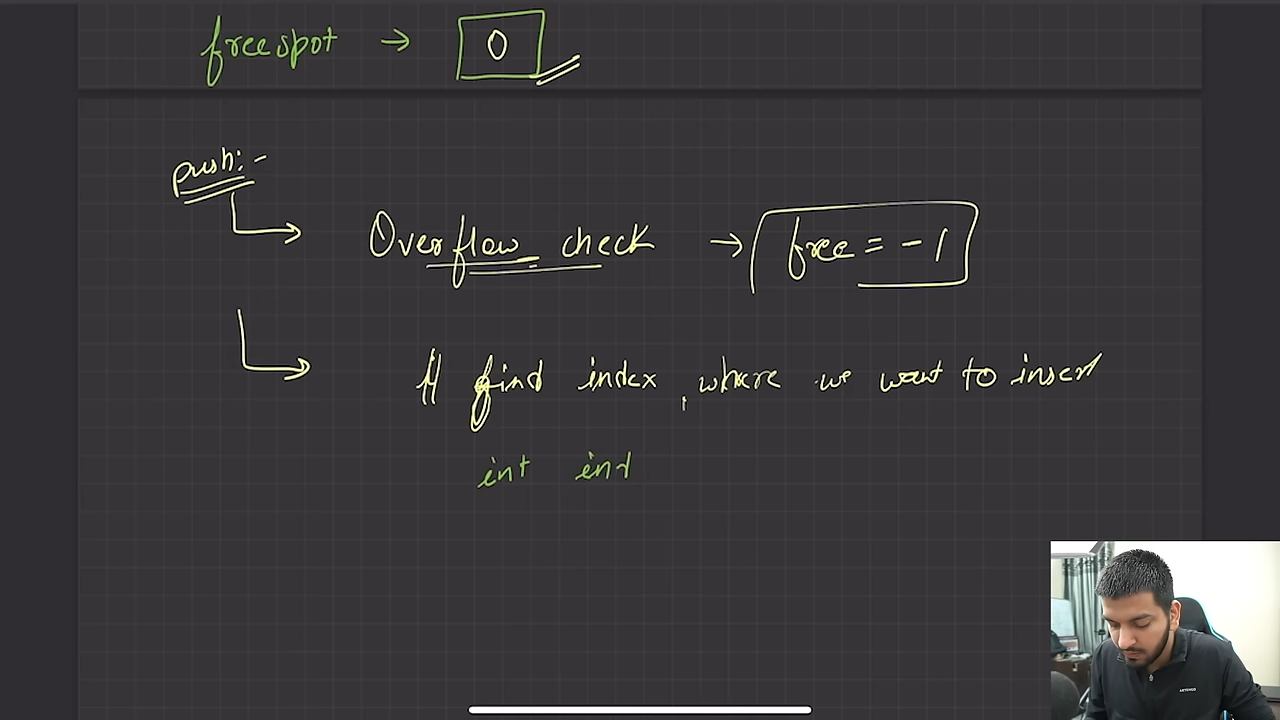 freespot → 0
push:-
Overflow check → free = -1
// find index, where we want to insert
int ind